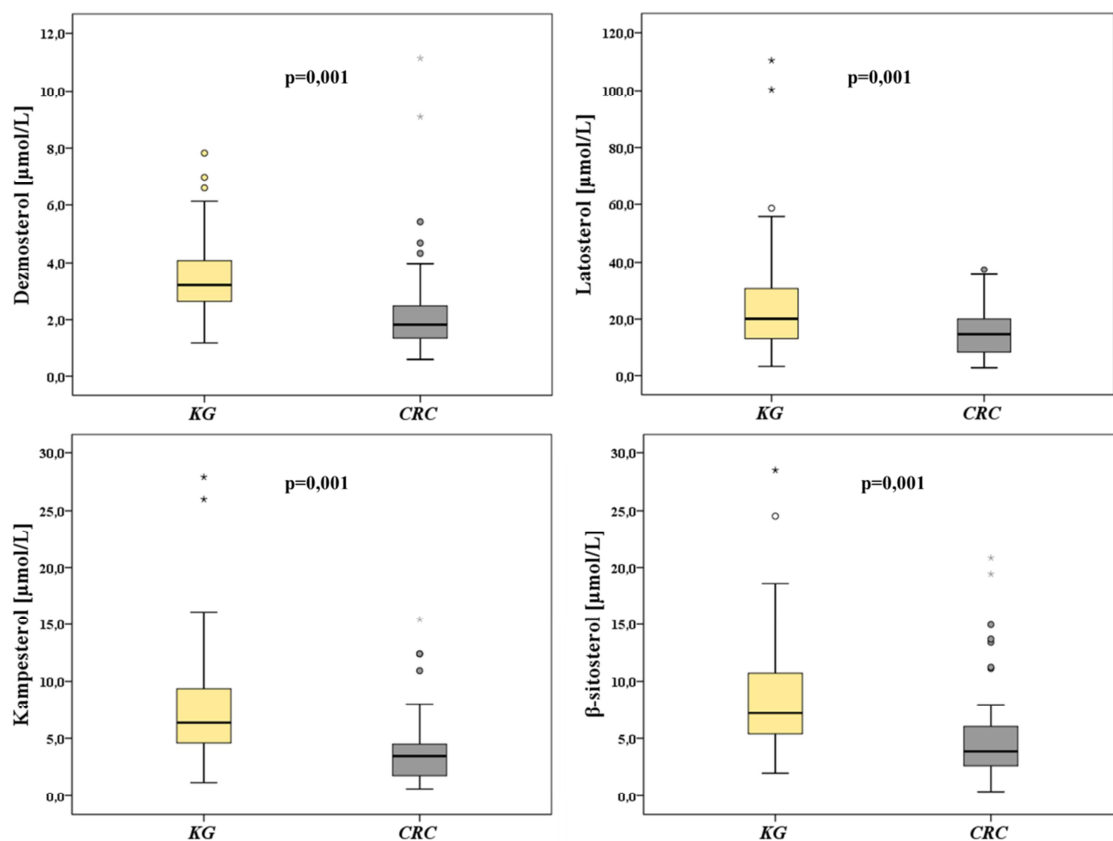 Dezmosterol [µmol/L]
12,0
10,0
8,0
6,0
4,0
2,0
0,0
p=0,001
KG
CRC
Latosterol [µmol/L]
120,0
100,0
80,0
60,0
40,0
20,0
0,0
p=0,001
KG
CRC
Kampesterol [µmol/L]
30,0
25,0
20,0
15,0
10,0
5,0
0,0
p=0,001
KG
CRC
β-sitosterol [µmol/L]
30,0
25,0
20,0
15,0
10,0
5,0
0,0
p=0,001
KG
CRC